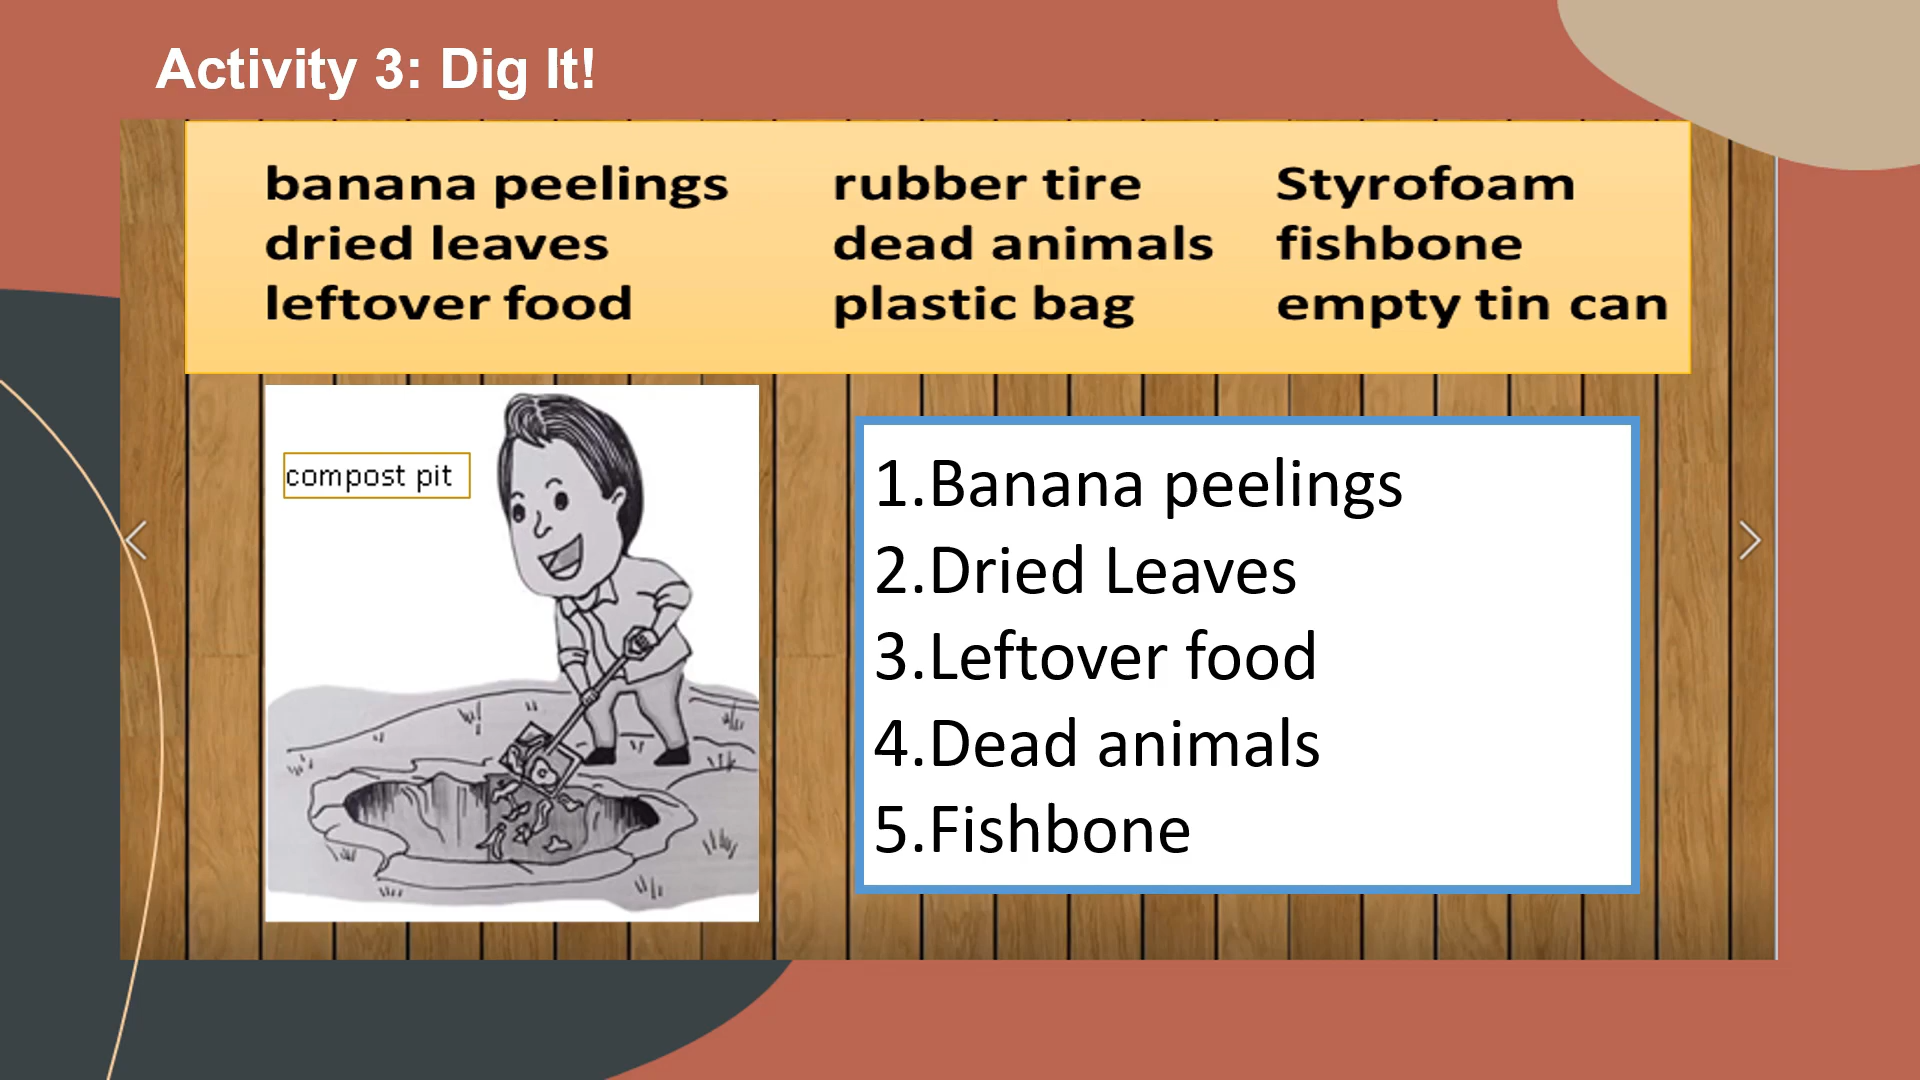 Activity 3: Dig It!
banana peelings rubber tire Styrofoam
dried leaves dead animals fishbone
leftover food plastic bag empty tin can
compost pit
1.Banana peelings
2.Dried Leaves
3.Leftover food
4.Dead animals
5.Fishbone